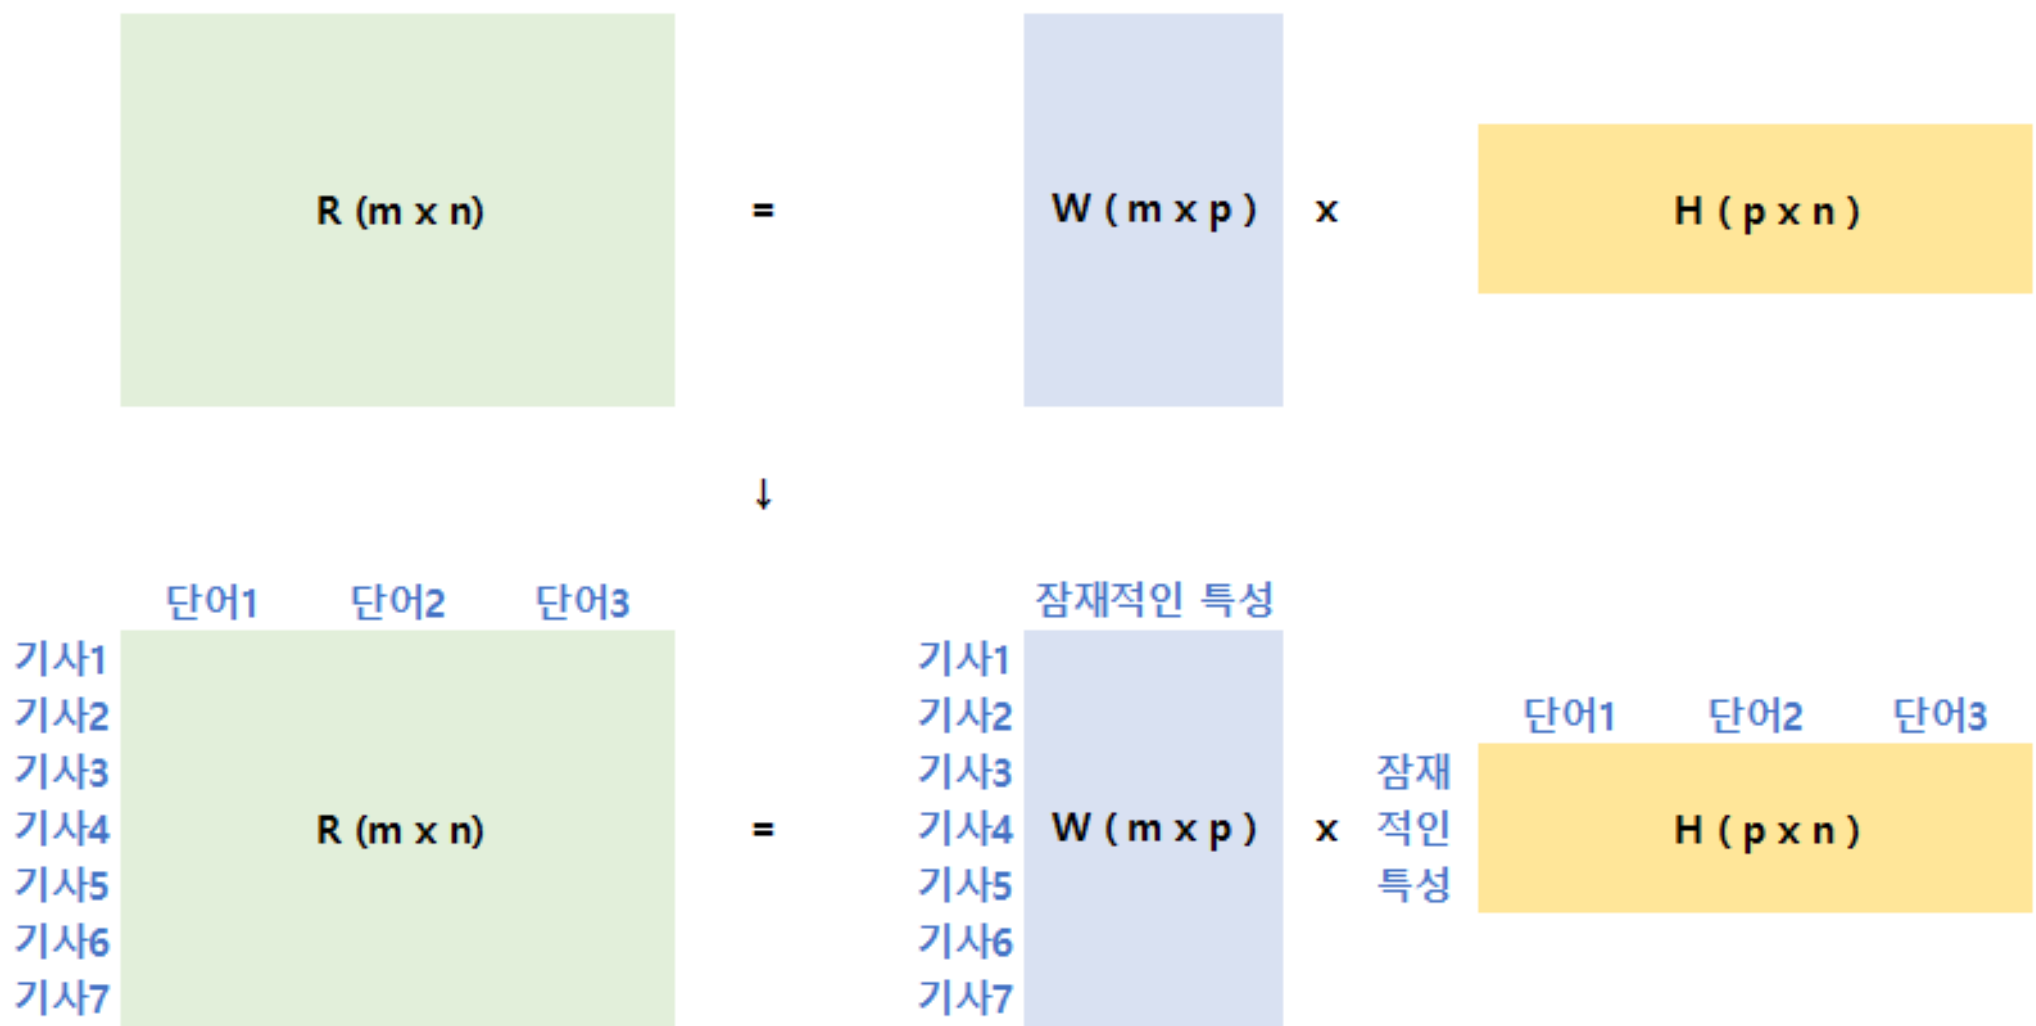 R (m x n) = W ( m x p ) x H ( p x n )
↓
단어1 단어2 단어3 잠재적인 특성
기사1 기사1
기사2 기사2 단어1 단어2 단어3
기사3 기사3 잠재
기사4 R (m x n) = 기사4 W ( m x p ) x 적인 H ( p x n )
기사5 기사5 특성
기사6 기사6
기사7 기사7